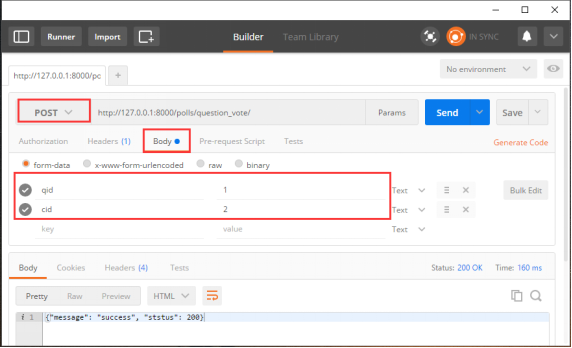 Runner Import Builder Team Library IN SYNC
http://127.0.0.1:8000/pc + No environment
POST http://127.0.0.1:8000/polls/question_vote/ Params Send Save
Authorization Headers (1) Body Pre-request Script Tests Generate Code
form-data x-www-form-urlencoded raw binary
qid 1 Text Bulk Edit
cid 2 Text
key value Text
Body Cookies Headers (4) Tests Status: 200 OK Time: 160 ms
Pretty Raw Preview HTML
i 1 {"message": "success", "ststus": 200}